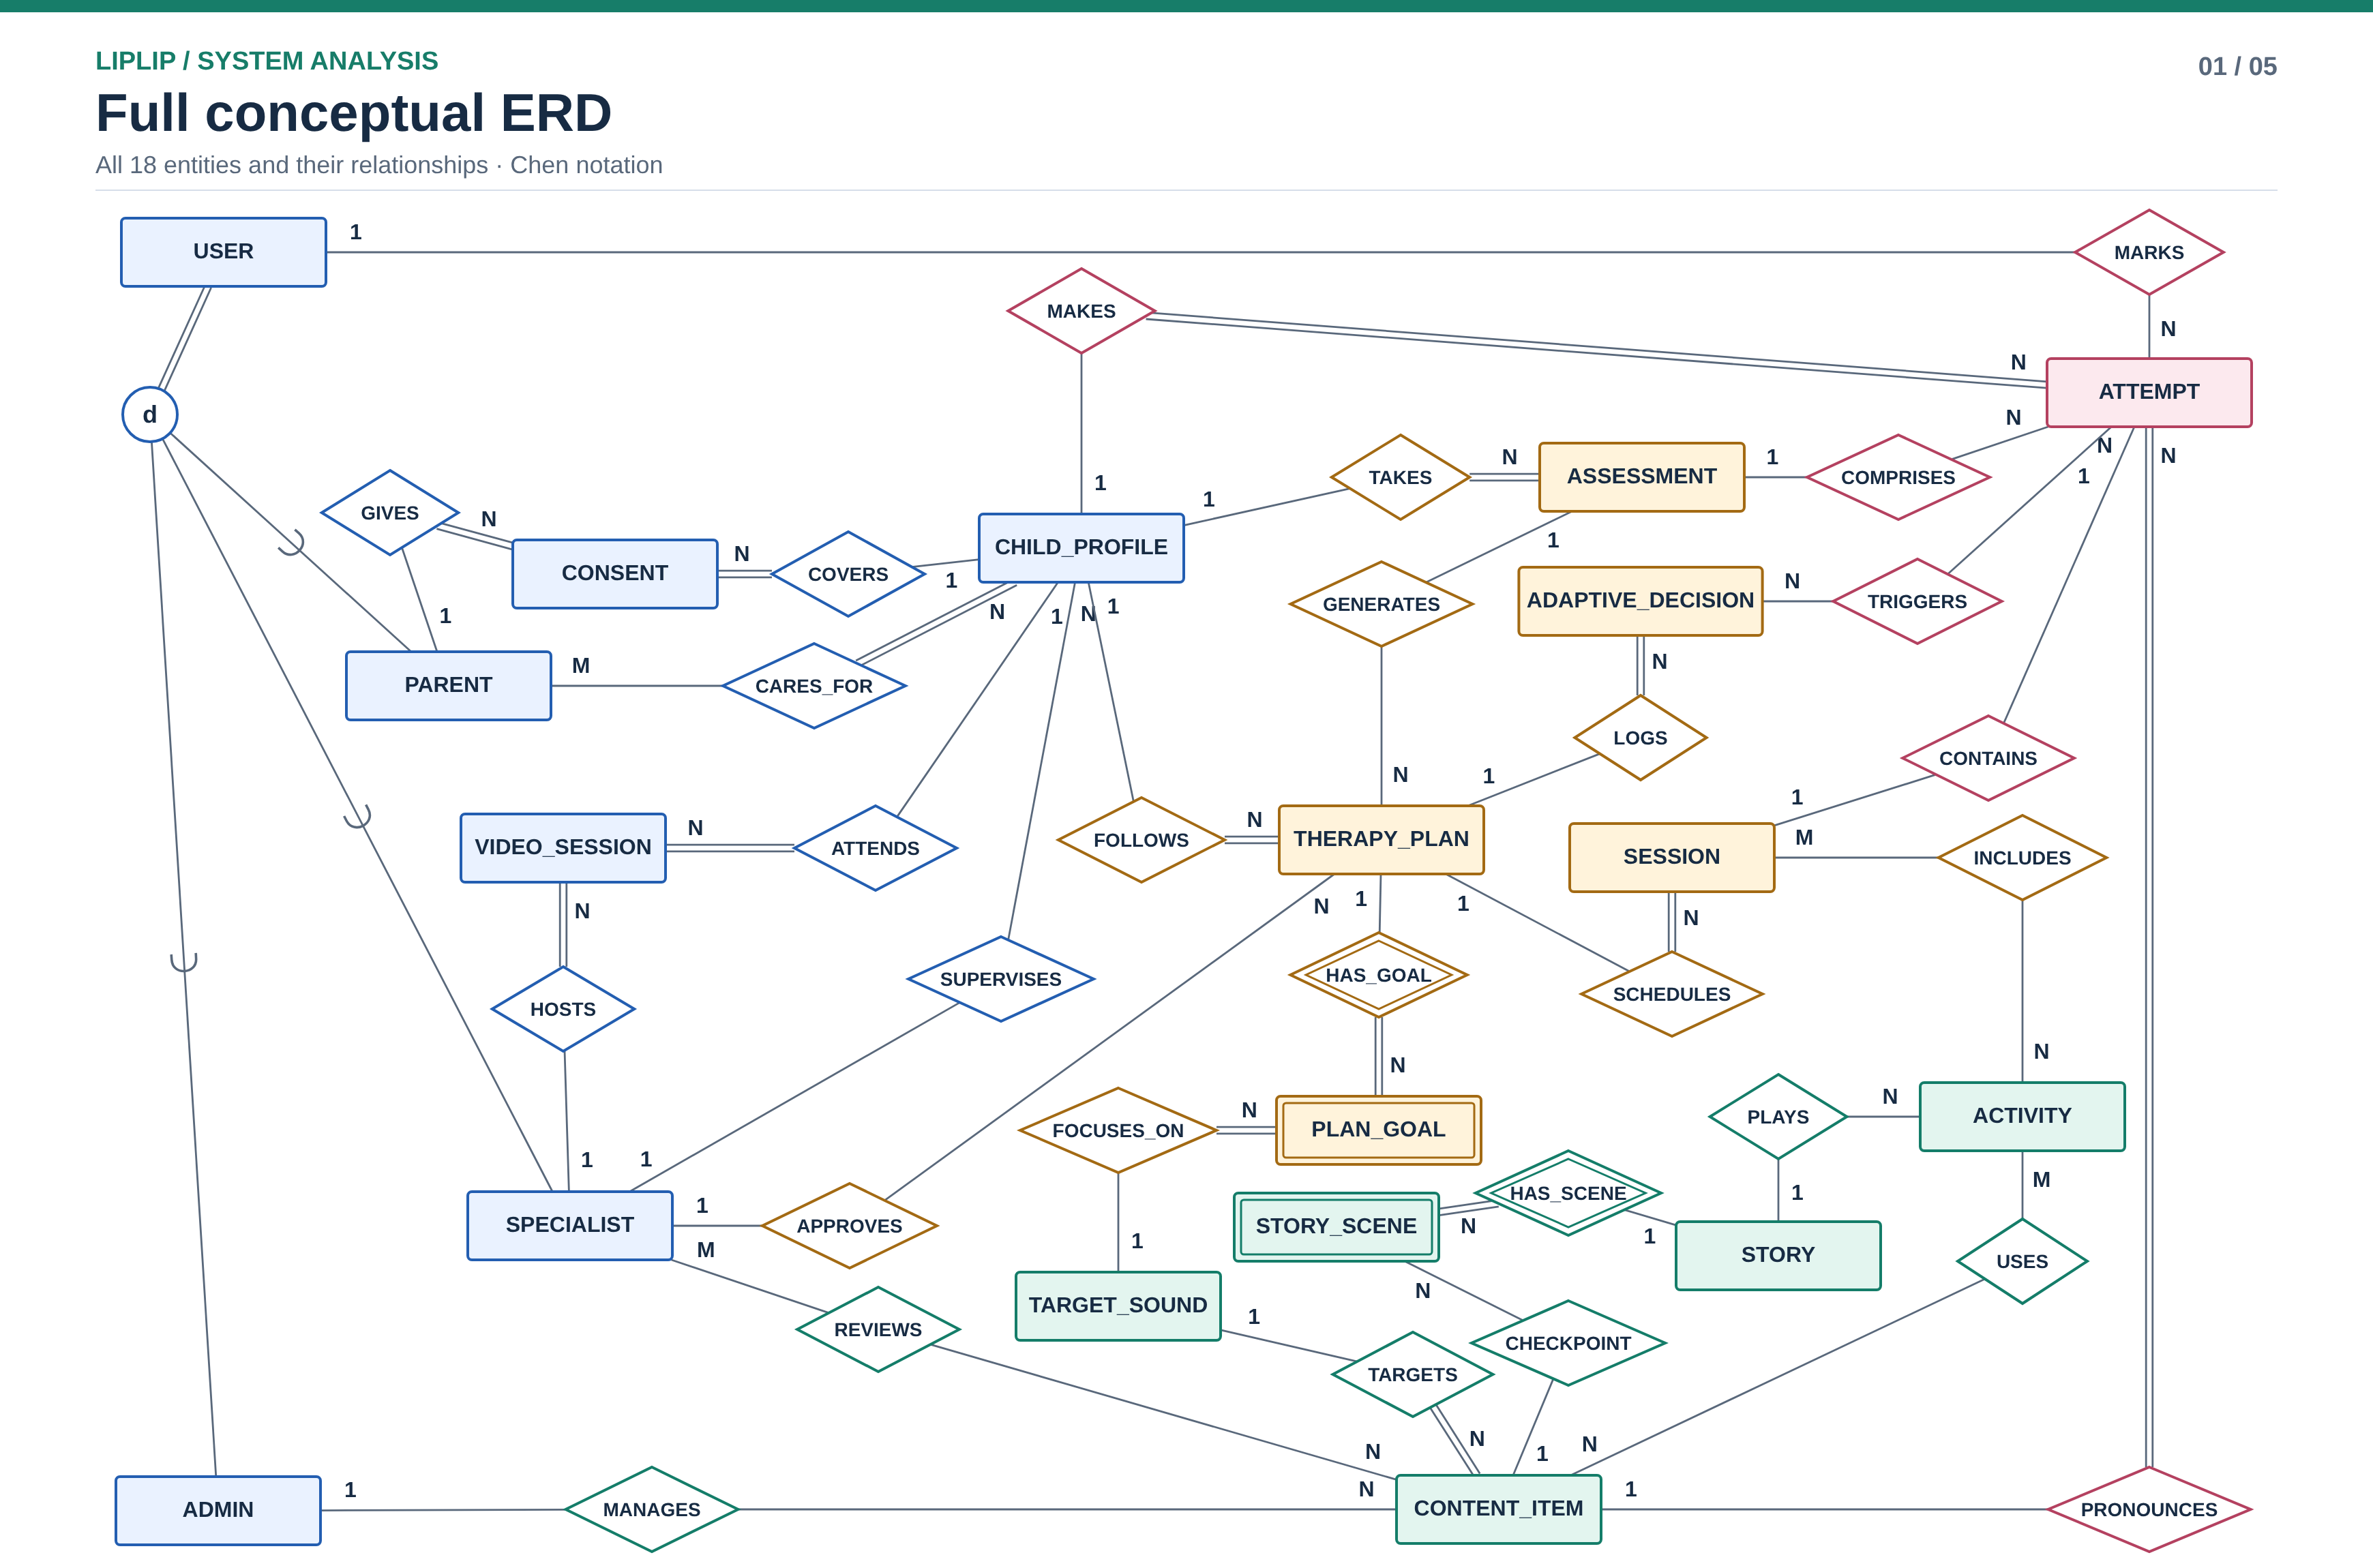 LIPLIP / SYSTEM ANALYSIS
01 / 05
Full conceptual ERD
All 18 entities and their relationships · Chen notation
USER
1
MARKS
MAKES
N
N
ATTEMPT
d
N
N
N
1
TAKES
N
ASSESSMENT
1
COMPRISES
1
1
GIVES
N
CONSENT
N
COVERS
1
CHILD_PROFILE
1
GENERATES
ADAPTIVE_DECISION
N
TRIGGERS
N
1
N
1
1
PARENT
M
CARES_FOR
N
LOGS
1
N
CONTAINS
1
VIDEO_SESSION
N
ATTENDS
FOLLOWS
N
THERAPY_PLAN
SESSION
M
INCLUDES
N
N
1
1
N
HOSTS
SUPERVISES
HAS_GOAL
SCHEDULES
N
N
FOCUSES_ON
N
PLAN_GOAL
PLAYS
N
ACTIVITY
1
1
SPECIALIST
1
M
APPROVES
STORY_SCENE
N
HAS_SCENE
1
1
STORY
M
USES
1
TARGET_SOUND
1
N
REVIEWS
TARGETS
CHECKPOINT
N
N
1
N
ADMIN
1
MANAGES
N
CONTENT_ITEM
1
PRONOUNCES